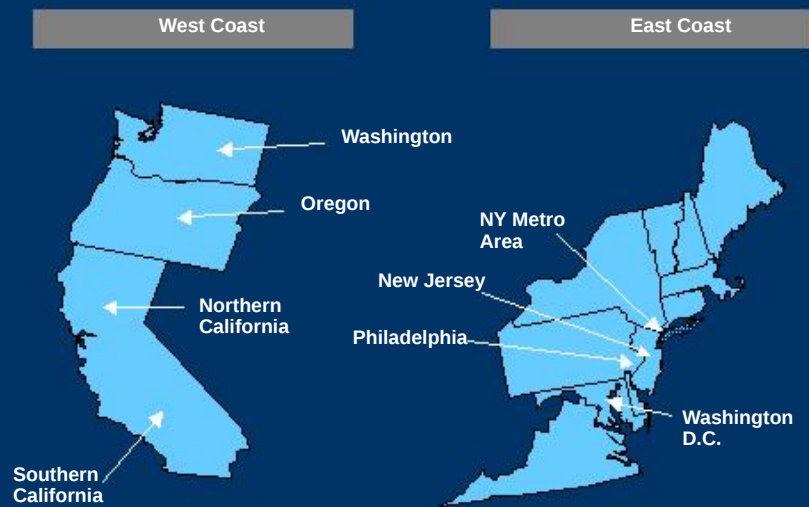 West Coast
East Coast
Washington
Oregon
Northern
California
Southern
California
NY Metro
Area
New Jersey
Philadelphia
Washington
D.C.